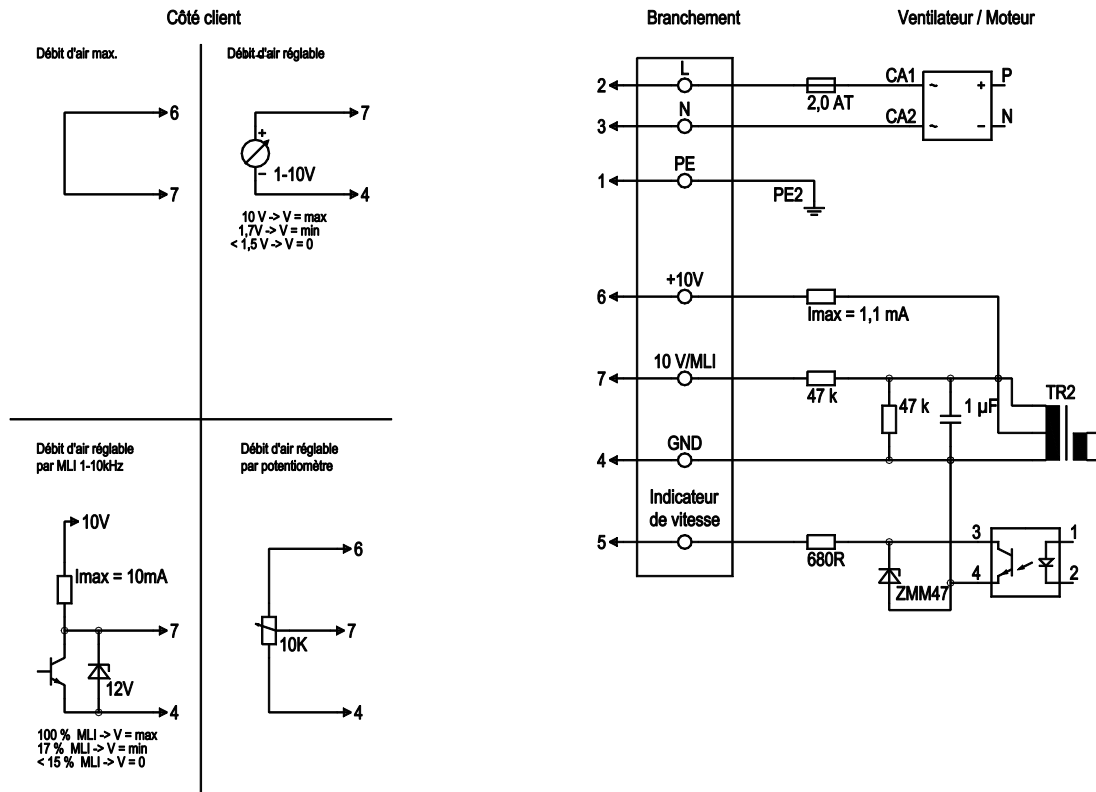 Côté client
Débit d'air max.
6
7
Débit d'air réglable
7
+
1-10V
−
4
10 V -> V = max
1,7V -> V = min
< 1,5 V -> V = 0
Débit d'air réglable
par MLI 1-10kHz
10V
Imax = 10mA
7
12V
4
100 % MLI -> V = max
17 % MLI -> V = min
< 15 % MLI -> V = 0
Débit d'air réglable
par potentiomètre
6
7
10K
4
Branchement
Ventilateur / Moteur
2
L
2,0 AT
CA1
~
+
P
3
N
CA2
~
−
N
1
PE
PE2
6
+10V
Imax = 1,1 mA
7
10 V/MLI
47 k
47 k
1 µF
TR2
4
GND
Indicateur
de vitesse
5
680R
ZMM47
3
1
4
2